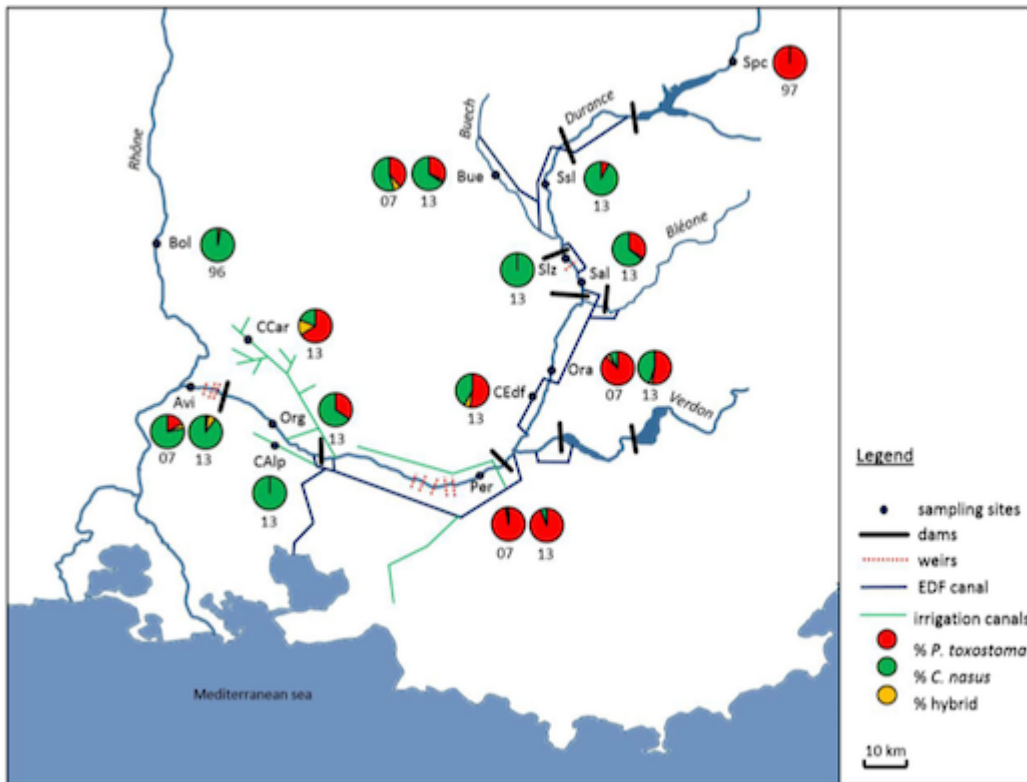 Spc
97
Durance
Buech
Rhône
Bue
07
13
Ssl
13
Bléone
Bol
96
Slz
13
Sal
13
CCar
13
Ora
07
13
CEdf
13
Verdon
Avi
07
13
Org
13
CAlp
13
Per
07
13
Mediterranean sea
Legend
sampling sites
dams
weirs
EDF canal
irrigation canals
% P. toxostoma
% C. nasus
% hybrid
10 km